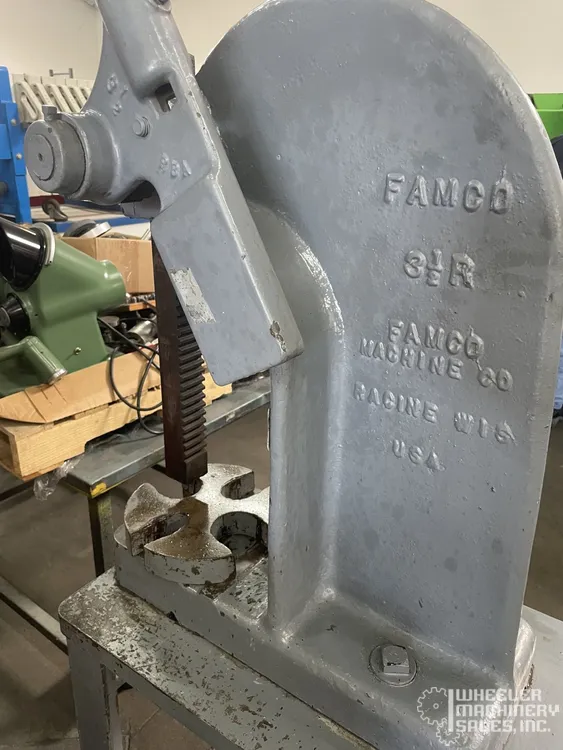 FAMCO
3½R
FAMCO
MACHINE CO
RACINE WIS
USA
WHEELER
MACHINERY
SALES, INC.